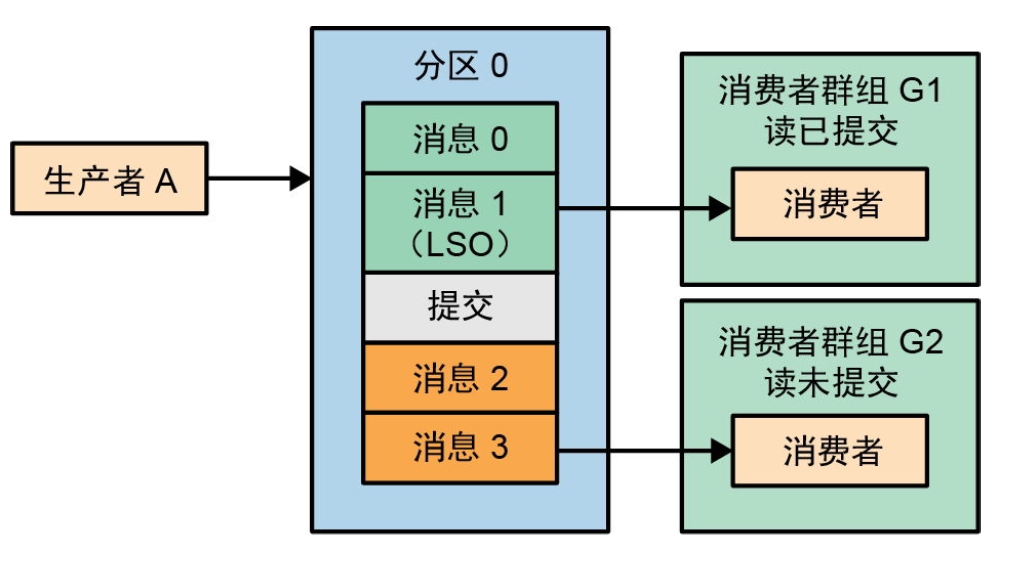 生产者 A
分区 0
消息 0
消息 1
（LSO）
提交
消息 2
消息 3
消费者群组 G1
读已提交
消费者
消费者群组 G2
读未提交
消费者